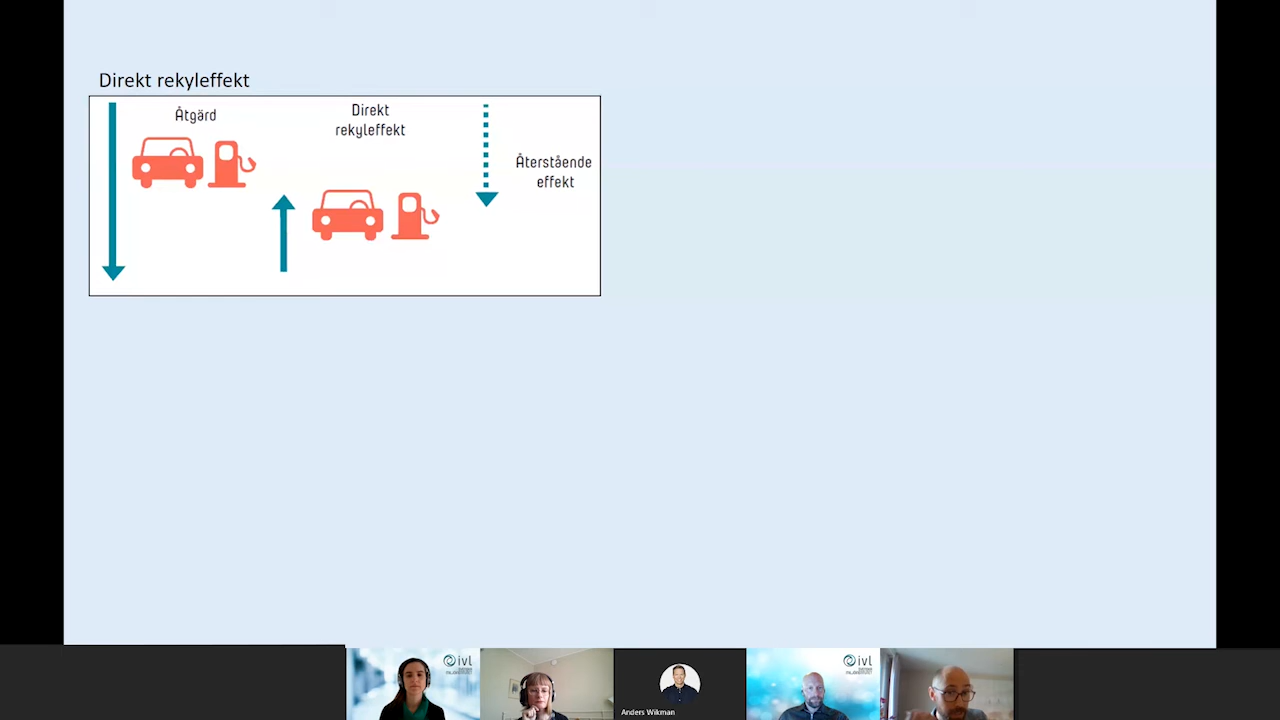 Direkt rekyleffekt
Åtgärd
Direkt
rekyleffekt
Återstående
effekt
ivl
ivl
Anders Wikman